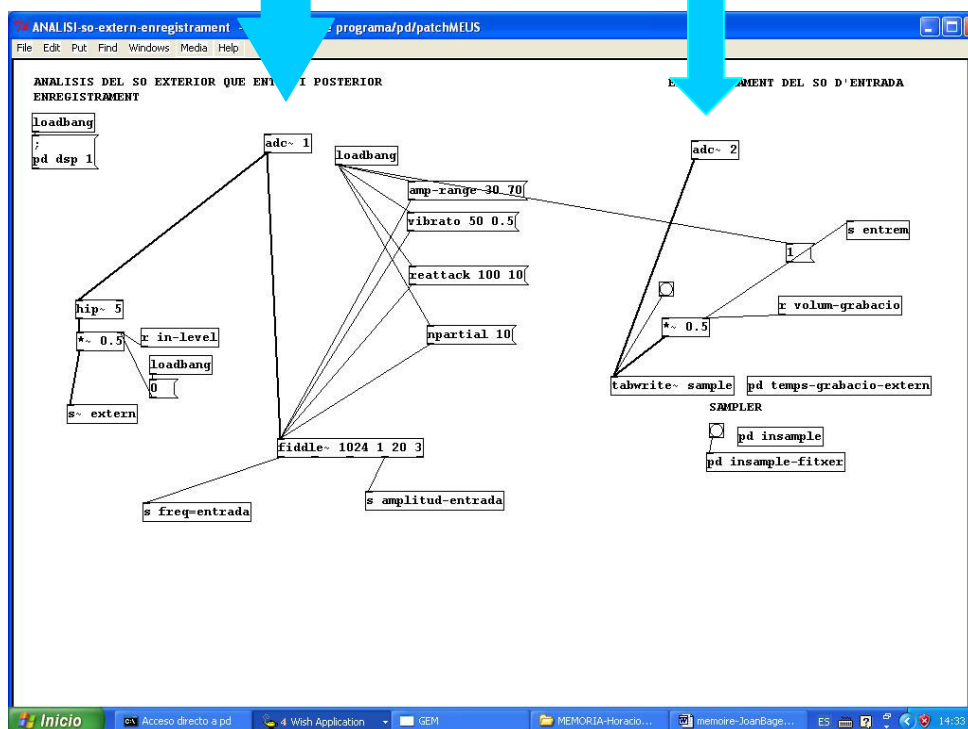 ANALISI-so-extern-enregistrament - programa/pd/patchMEUS
File Edit Put Find Windows Media Help
ANALISIS DEL SO EXTERIOR QUE I POSTERIOR
ENREGISTRAMENT
DEL SO D'ENTRADA
loadbang
;
pd dsp 1
adc~ 1
loadbang
amp-range 30 70
vibrato 50 0.5
reattack 100 10
npartial 10
hip~ 5
*~ 0.5
r in-level
loadbang
0
s~ extern
fiddle~ 1024 1 20 3
s freq=entrada
s amplitud-entrada
adc~ 2
s entrem
1
r volum-grabacio
*~ 0.5
tabwrite~ sample
pd temps-grabacio-extern
SAMPLER
pd insample
pd insample-fitxer
Inicio
Acceso directo a pd
4 Wish Application
GEM
MEMORIA-Horacio...
memoire-JoanBage...
ES
14:33